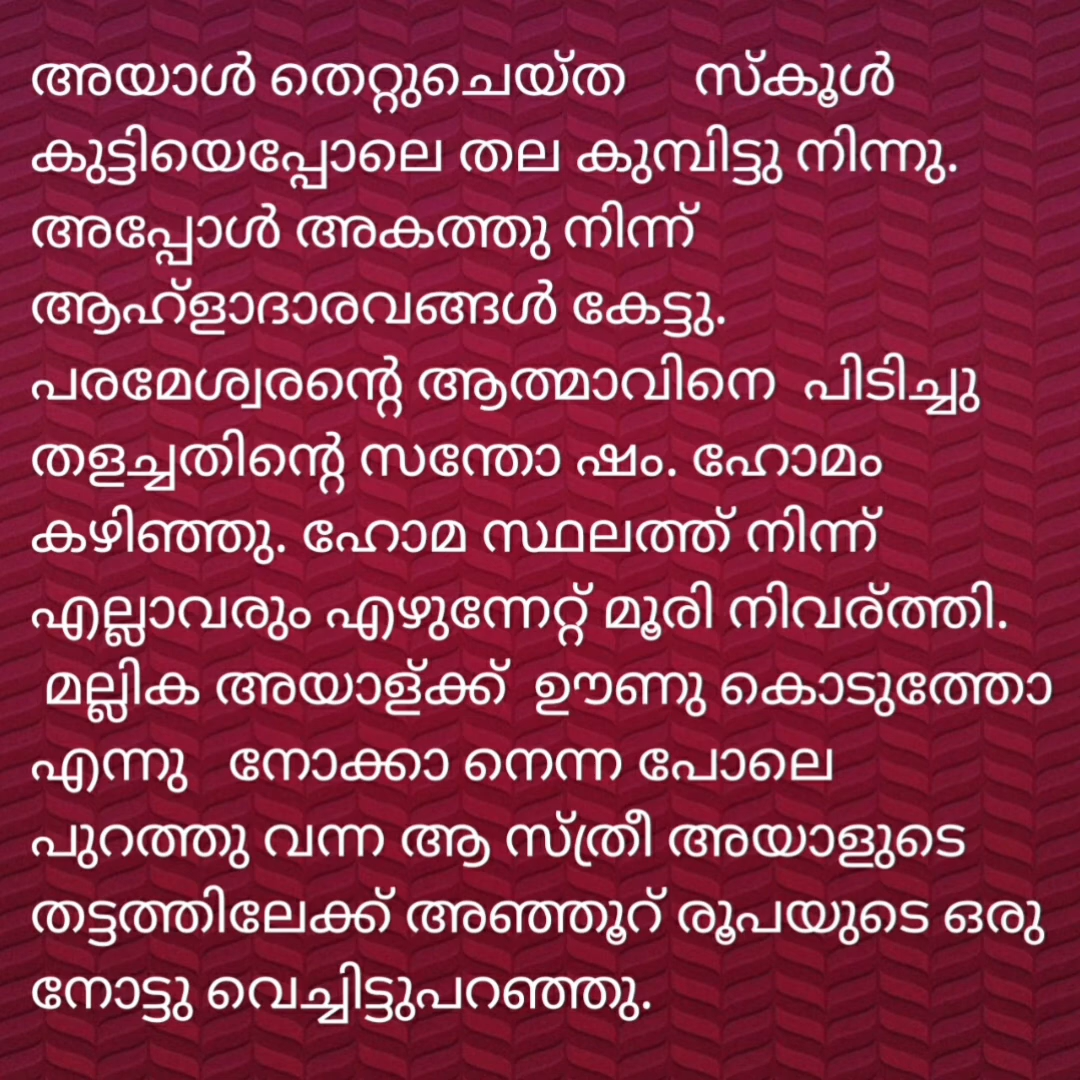 അയാൾ തെറ്റുചെയ്ത സ്കൂൾ
കുട്ടിയെപ്പോലെ തല കുമ്പിട്ടു നിന്നു.
അപ്പോൾ അകത്തു നിന്ന്
ആഹ്ളാദാരവങ്ങൾ കേട്ടു.
പരമേശ്വരന്റെ ആത്മാവിനെ പിടിച്ചു
തളച്ചതിന്റെ സന്തോ ഷം. ഹോമം
കഴിഞ്ഞു. ഹോമ സ്ഥലത്ത് നിന്ന്
എല്ലാവരും എഴുന്നേറ്റ് മൂരി നിവര്ത്തി.
മല്ലിക അയാള്ക്ക് ഊണു കൊടുത്തോ
എന്നു നോക്കാ നെന്ന പോലെ
പുറത്തു വന്ന ആ സ്ത്രീ അയാളുടെ
തട്ടത്തിലേക്ക് അഞ്ഞൂറ് രൂപയുടെ ഒരു
നോട്ടു വെച്ചിട്ടുപറഞ്ഞു.